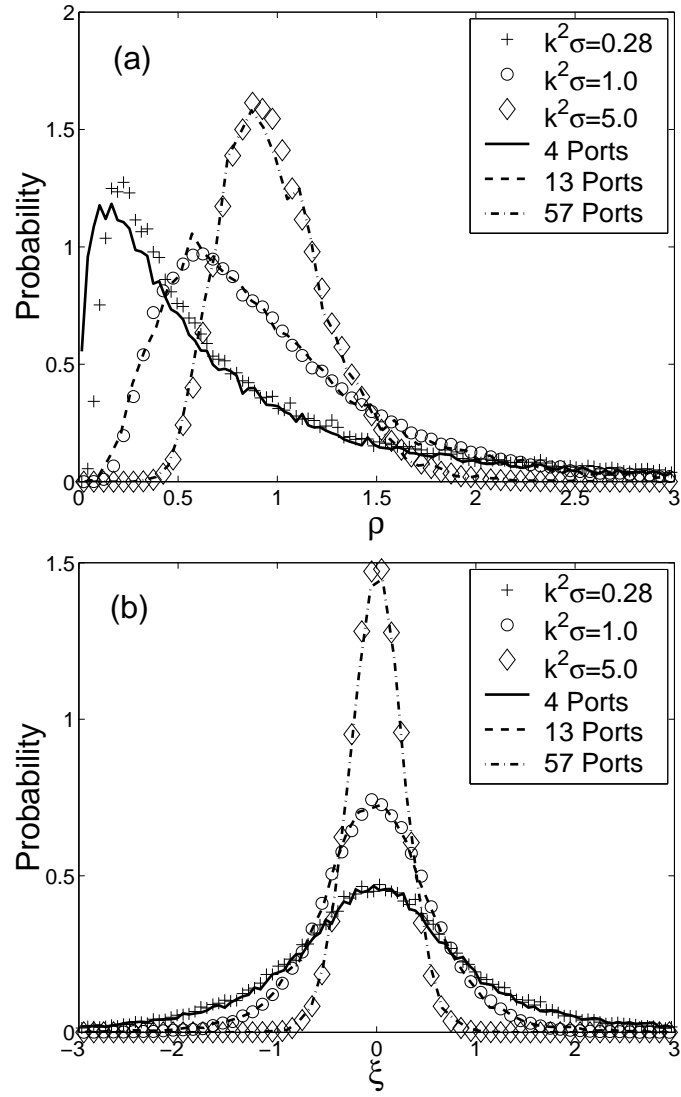 2
1.5
1
0.5
0
0
0.5
1
1.5
2
2.5
3
Probability
ρ
(a)
k²σ=0.28
k²σ=1.0
k²σ=5.0
4 Ports
13 Ports
57 Ports
1.5
1
0.5
0
−3
−2
−1
0
1
2
3
Probability
ξ
(b)
k²σ=0.28
k²σ=1.0
k²σ=5.0
4 Ports
13 Ports
57 Ports